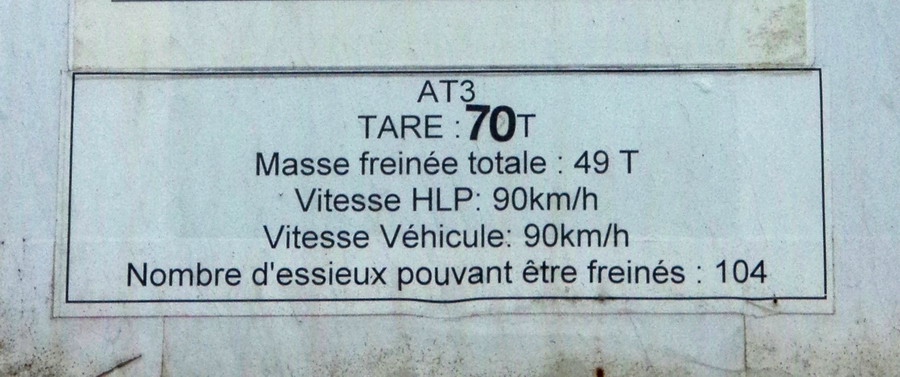 AT3
TARE : 70T
Masse freinée totale : 49 T
Vitesse HLP: 90km/h
Vitesse Véhicule: 90km/h
Nombre d'essieux pouvant être freinés : 104